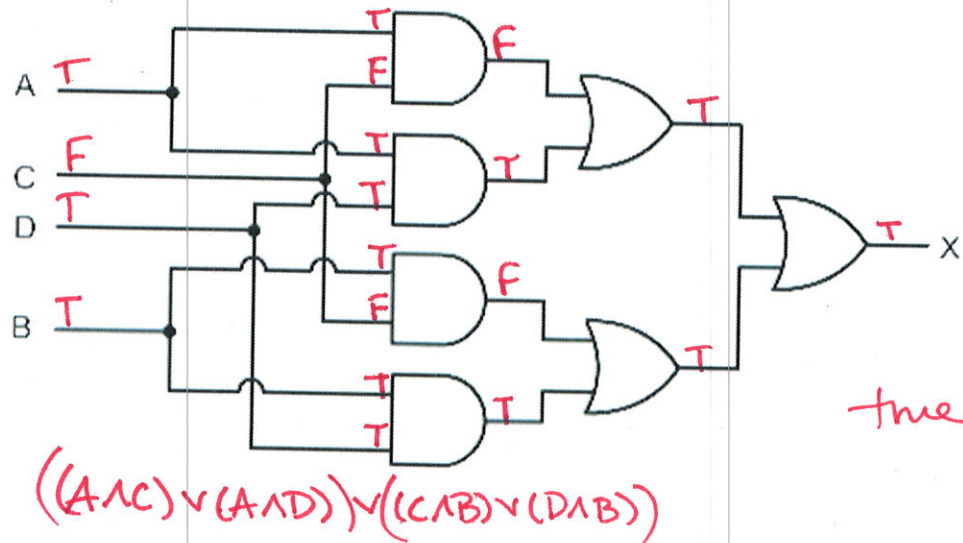 T F
A T F
T T
C F T T
D T T
T F
B T F
T T
T T
T X
T
true
((A∧C)∨(A∧D))∨((C∧B)∨(D∧B))